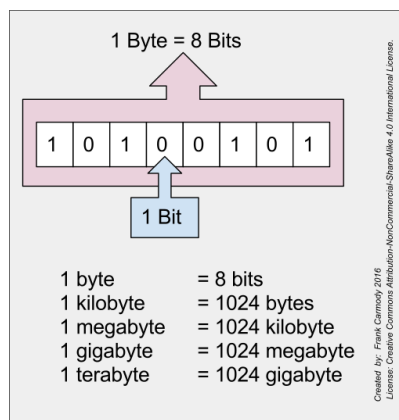 1 Byte = 8 Bits
1 0 1 0 0 1 0 1
1 Bit
1 byte = 8 bits
1 kilobyte = 1024 bytes
1 megabyte = 1024 kilobyte
1 gigabyte = 1024 megabyte
1 terabyte = 1024 gigabyte
Created by: Frank Carmody 2016
License: Creative Commons Attribution-NonCommercial-ShareAlike 4.0 International License.